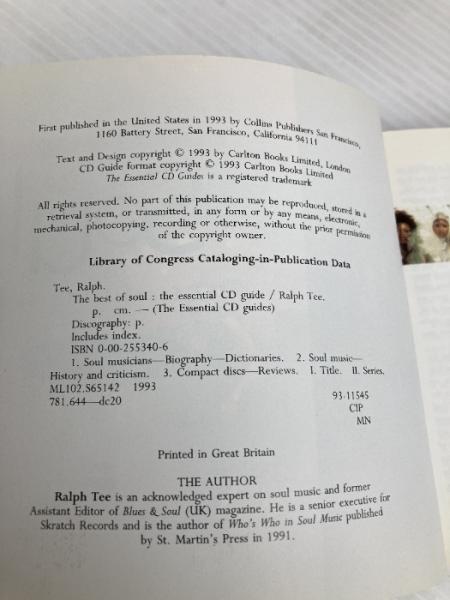 First published in the United States in 1993 by Collins Publishers San Francisco,
1160 Battery Street, San Francisco, California 94111
Text and Design copyright © 1993 by Carlton Books Limited, London
CD Guide format copyright © 1993 Carlton Books Limited
The Essential CD Guides is a registered trademark
All rights reserved. No part of this publication may be reproduced, stored in a
retrieval system, or transmitted, in any form or by any means, electronic,
mechanical, photocopying, recording or otherwise, without the prior permission
of the copyright owner.
Library of Congress Cataloging-in-Publication Data
Tee, Ralph.
The best of soul : the essential CD guide / Ralph Tee.
p. cm. — (The Essential CD guides)
Discography: p.
Includes index.
ISBN 0-00-255340-6
1. Soul musicians—Biography—Dictionaries. 2. Soul music—
History and criticism. 3. Compact discs—Reviews. I. Title. II. Series.
ML102.S65142 1993
781.644—dc20
93-11545
CIP
MN
Printed in Great Britain
THE AUTHOR
Ralph Tee is an acknowledged expert on soul music and former
Assistant Editor of Blues & Soul (UK) magazine. He is a senior executive for
Skratch Records and is the author of Who's Who in Soul Music published
by St. Martin's Press in 1991.